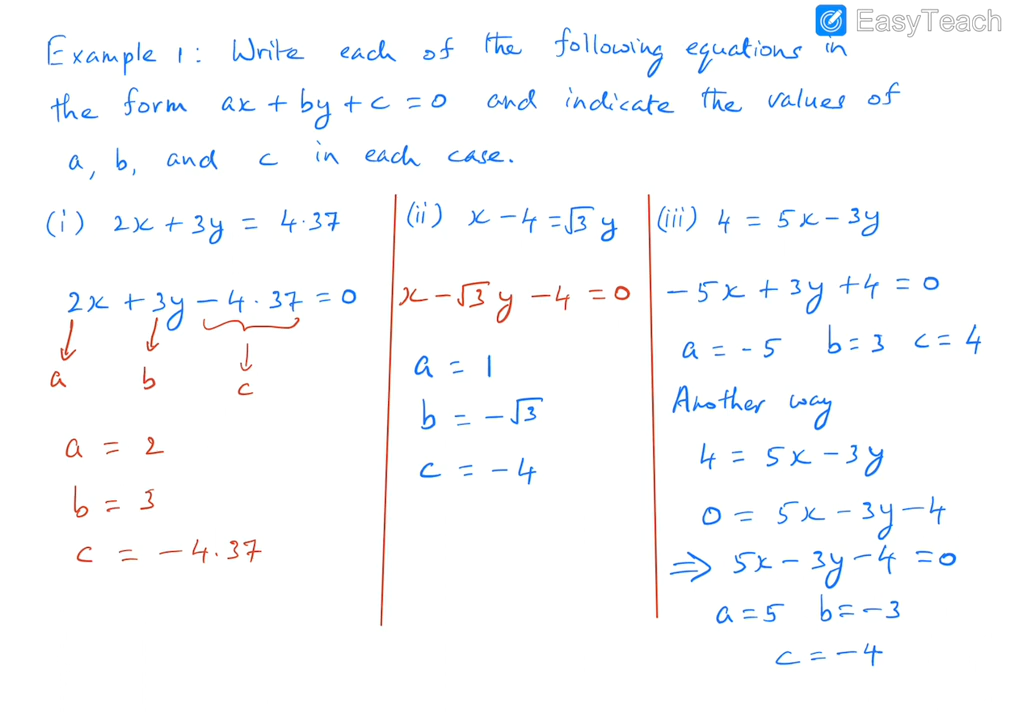 EasyTeach
Example 1: Write each of the following equations in
the form ax + by + c = 0 and indicate the values of
a, b, and c in each case.
(i) 2x + 3y = 4.37
2x + 3y - 4.37 = 0
a b c
a = 2
b = 3
c = - 4.37
(ii) x - 4 = √3 y
x - √3 y - 4 = 0
a = 1
b = - √3
c = - 4
(iii) 4 = 5x - 3y
- 5x + 3y + 4 = 0
a = - 5 b = 3 c = 4
Another way
4 = 5x - 3y
0 = 5x - 3y - 4
⇒ 5x - 3y - 4 = 0
a = 5 b = - 3
c = - 4